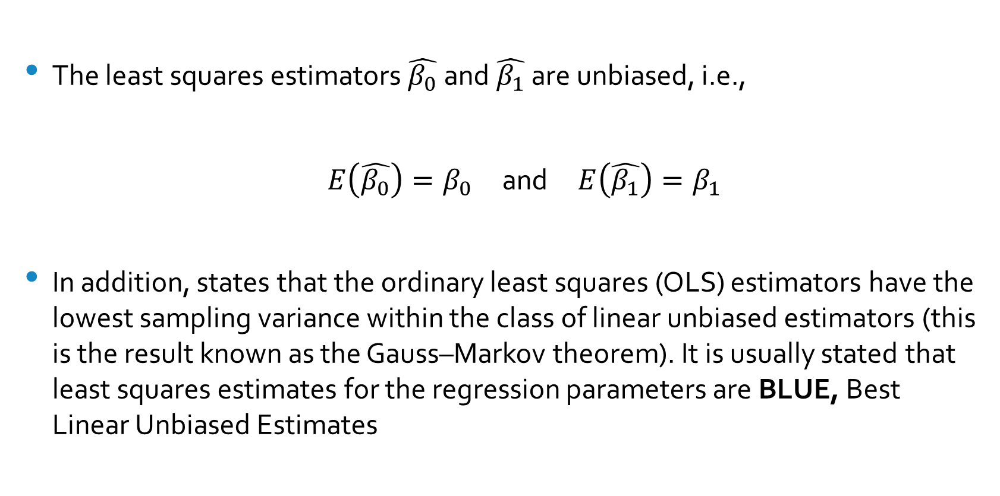 • The least squares estimators $\widehat{\beta_0}$ and $\widehat{\beta_1}$ are unbiased, i.e.,
$E(\widehat{\beta_0}) = \beta_0$ and $E(\widehat{\beta_1}) = \beta_1$
• In addition, states that the ordinary least squares (OLS) estimators have the
lowest sampling variance within the class of linear unbiased estimators (this
is the result known as the Gauss–Markov theorem). It is usually stated that
least squares estimates for the regression parameters are BLUE, Best
Linear Unbiased Estimates